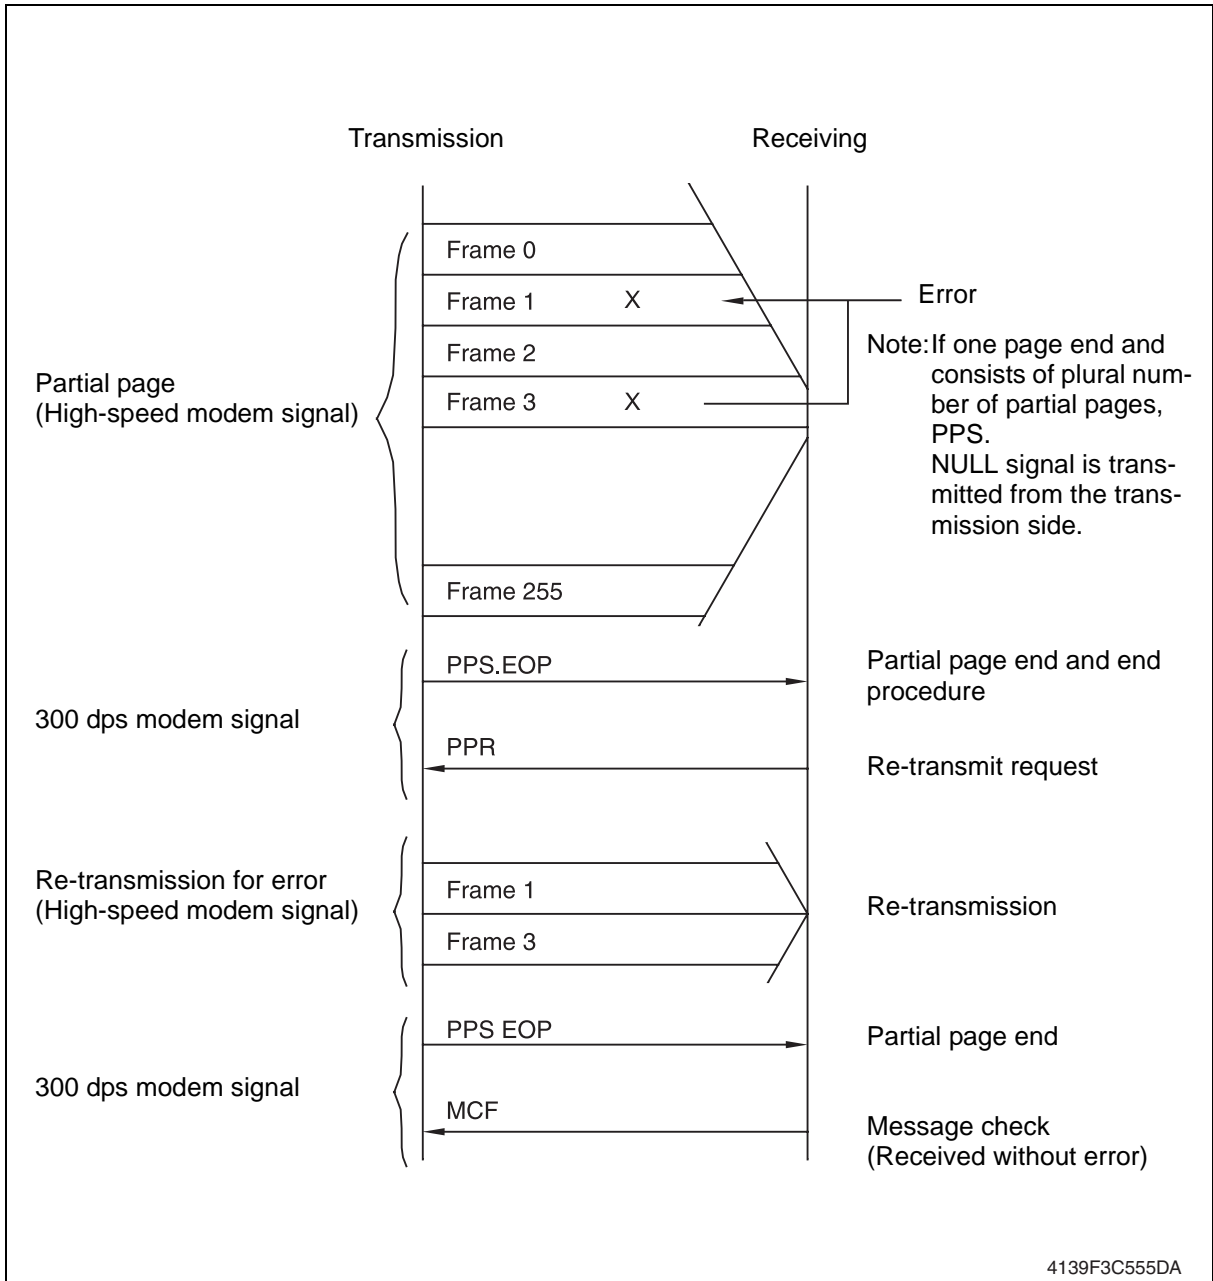 Transmission
Receiving
Frame 0
Frame 1 X
Error
Frame 2
Frame 3 X
Partial page
(High-speed modem signal)
Note:If one page end and
consists of plural num-
ber of partial pages,
PPS.
NULL signal is trans-
mitted from the trans-
mission side.
Frame 255
PPS.EOP
Partial page end and end
procedure
300 dps modem signal
PPR
Re-transmit request
Re-transmission for error
(High-speed modem signal)
Frame 1
Re-transmission
Frame 3
PPS EOP
Partial page end
300 dps modem signal
MCF
Message check
(Received without error)
4139F3C555DA